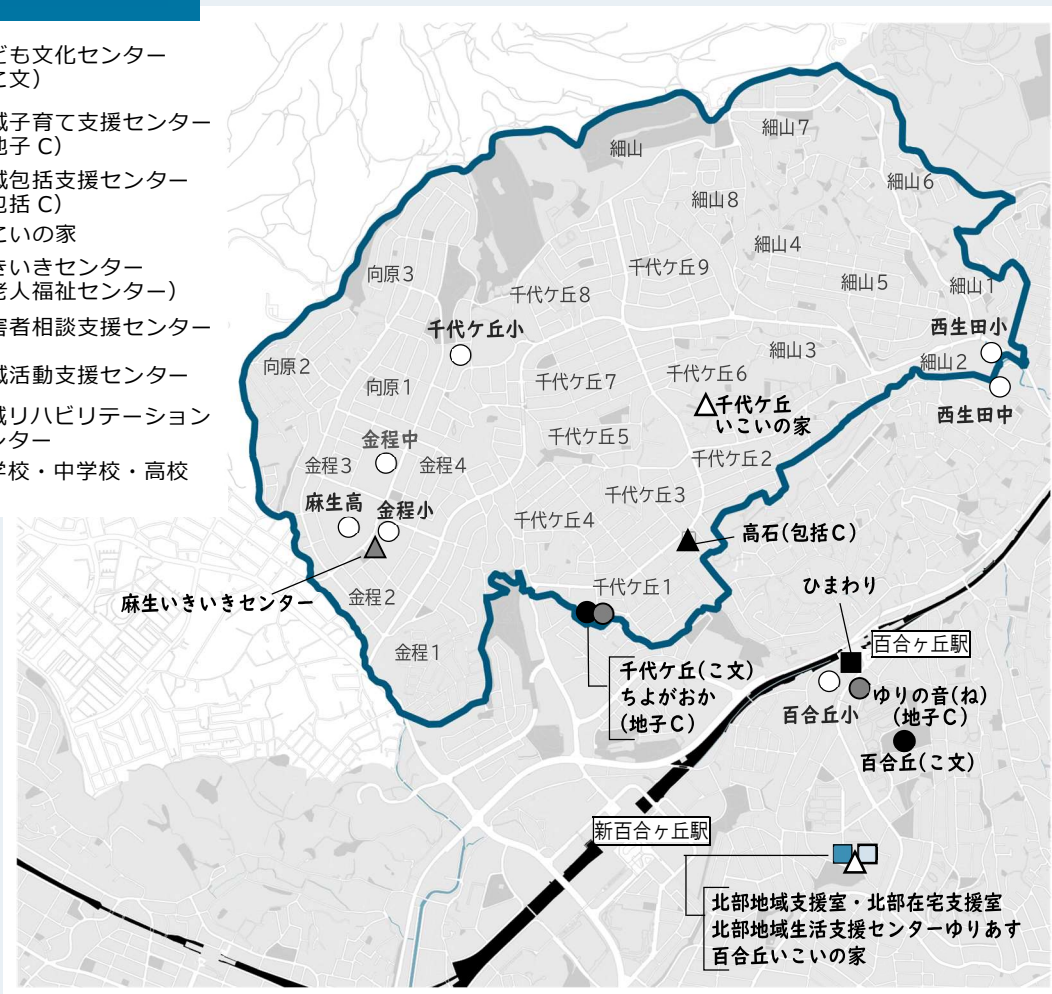 ども文化センター
こ文）
域子育て支援センター
地子 C）
域包括支援センター
包括 C）
こいの家
きいきセンター
老人福祉センター）
害者相談支援センター
域活動支援センター
域リハビリテーション
ンター
学校・中学校・高校
細山7
細山
細山6
細山8
細山4
千代ケ丘9
向原3
細山5
細山1
千代ケ丘8
千代ケ丘小
西生田小
細山3
細山2
向原2
千代ケ丘6
千代ケ丘7
向原1
△千代ケ丘
いこいの家
西生田中
金程中
千代ケ丘5
千代ケ丘2
金程3
金程4
千代ケ丘3
麻生高
金程小
千代ケ丘4
高石(包括C)
千代ケ丘1
ひまわり
金程2
麻生いきいきセンター
百合ヶ丘駅
金程1
千代ケ丘(こ文)
ちよがおか
(地子C)
ゆりの音(ね)
(地子C)
百合丘小
百合丘(こ文)
新百合ヶ丘駅
北部地域支援室・北部在宅支援室
北部地域生活支援センターゆりあす
百合丘いこいの家